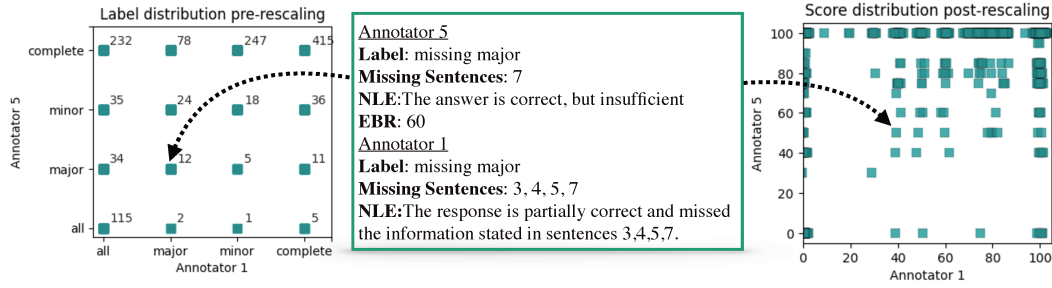 Label distribution pre-rescaling
complete
minor
major
all
Annotator 5
232 78 247 415
35 24 18 36
34 12 5 11
115 2 1 5
all major minor complete
Annotator 1
Annotator 5
Label: missing major
Missing Sentences: 7
NLE:The answer is correct, but insufficient
EBR: 60
Annotator 1
Label: missing major
Missing Sentences: 3, 4, 5, 7
NLE:The response is partially correct and missed
the information stated in sentences 3,4,5,7.
Score distribution post-rescaling
100
80
60
40
20
0
Annotator 5
0 20 40 60 80 100
Annotator 1